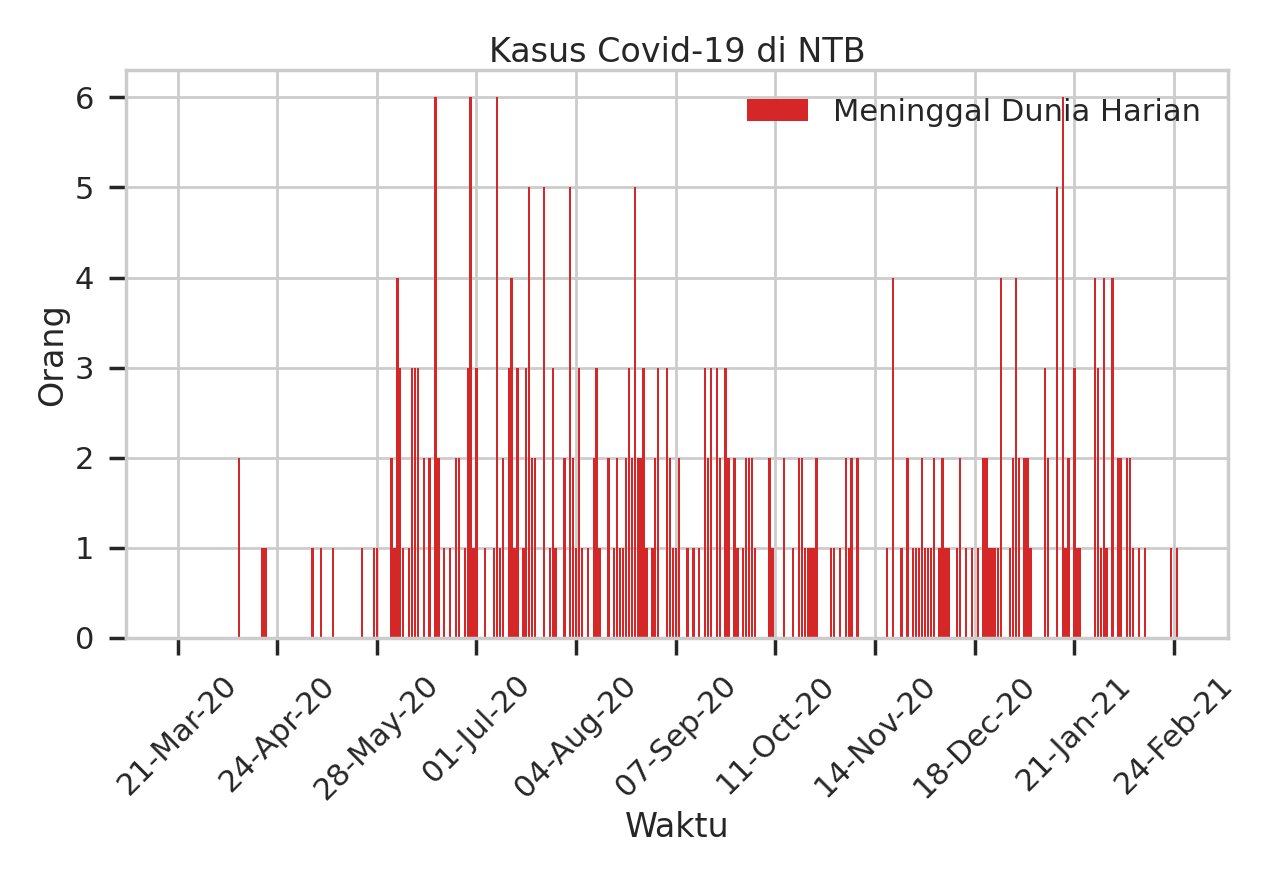 Kasus Covid-19 di NTB
Meninggal Dunia Harian
6
5
4
3
2
1
0
Orang
21-Mar-20
24-Apr-20
28-May-20
01-Jul-20
04-Aug-20
07-Sep-20
11-Oct-20
14-Nov-20
18-Dec-20
21-Jan-21
24-Feb-21
Waktu